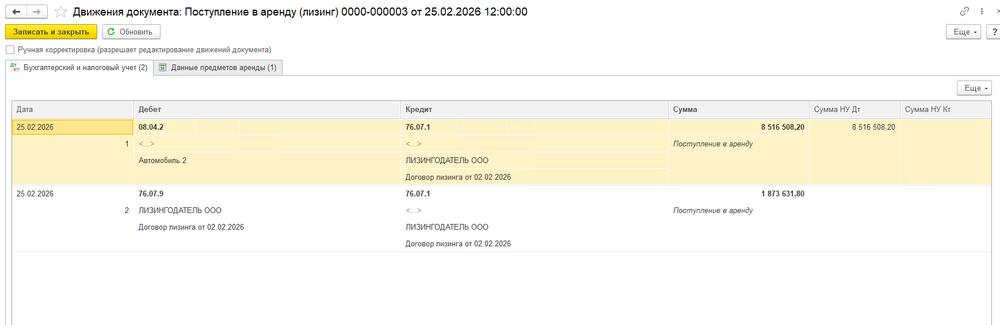 Движения документа: Поступление в аренду (лизинг) 0000-000003 от 25.02.2026 12:00:00
Записать и закрыть Обновить Еще ?
Ручная корректировка (разрешает редактирование движений документа)
Дт Кт Бухгалтерский и налоговый учет (2) Данные предметов аренды (1)
Еще
Дата Дебет Кредит Сумма Сумма НУ Дт Сумма НУ Кт
25.02.2026 08.04.2 76.07.1 8 516 508,20 8 516 508,20
1 <...> <...> Поступление в аренду
Автомобиль 2 ЛИЗИНГОДАТЕЛЬ ООО
Договор лизинга от 02.02.2026
25.02.2026 76.07.9 76.07.1 1 873 631,80
2 ЛИЗИНГОДАТЕЛЬ ООО <...> Поступление в аренду
Договор лизинга от 02.02.2026 ЛИЗИНГОДАТЕЛЬ ООО
Договор лизинга от 02.02.2026